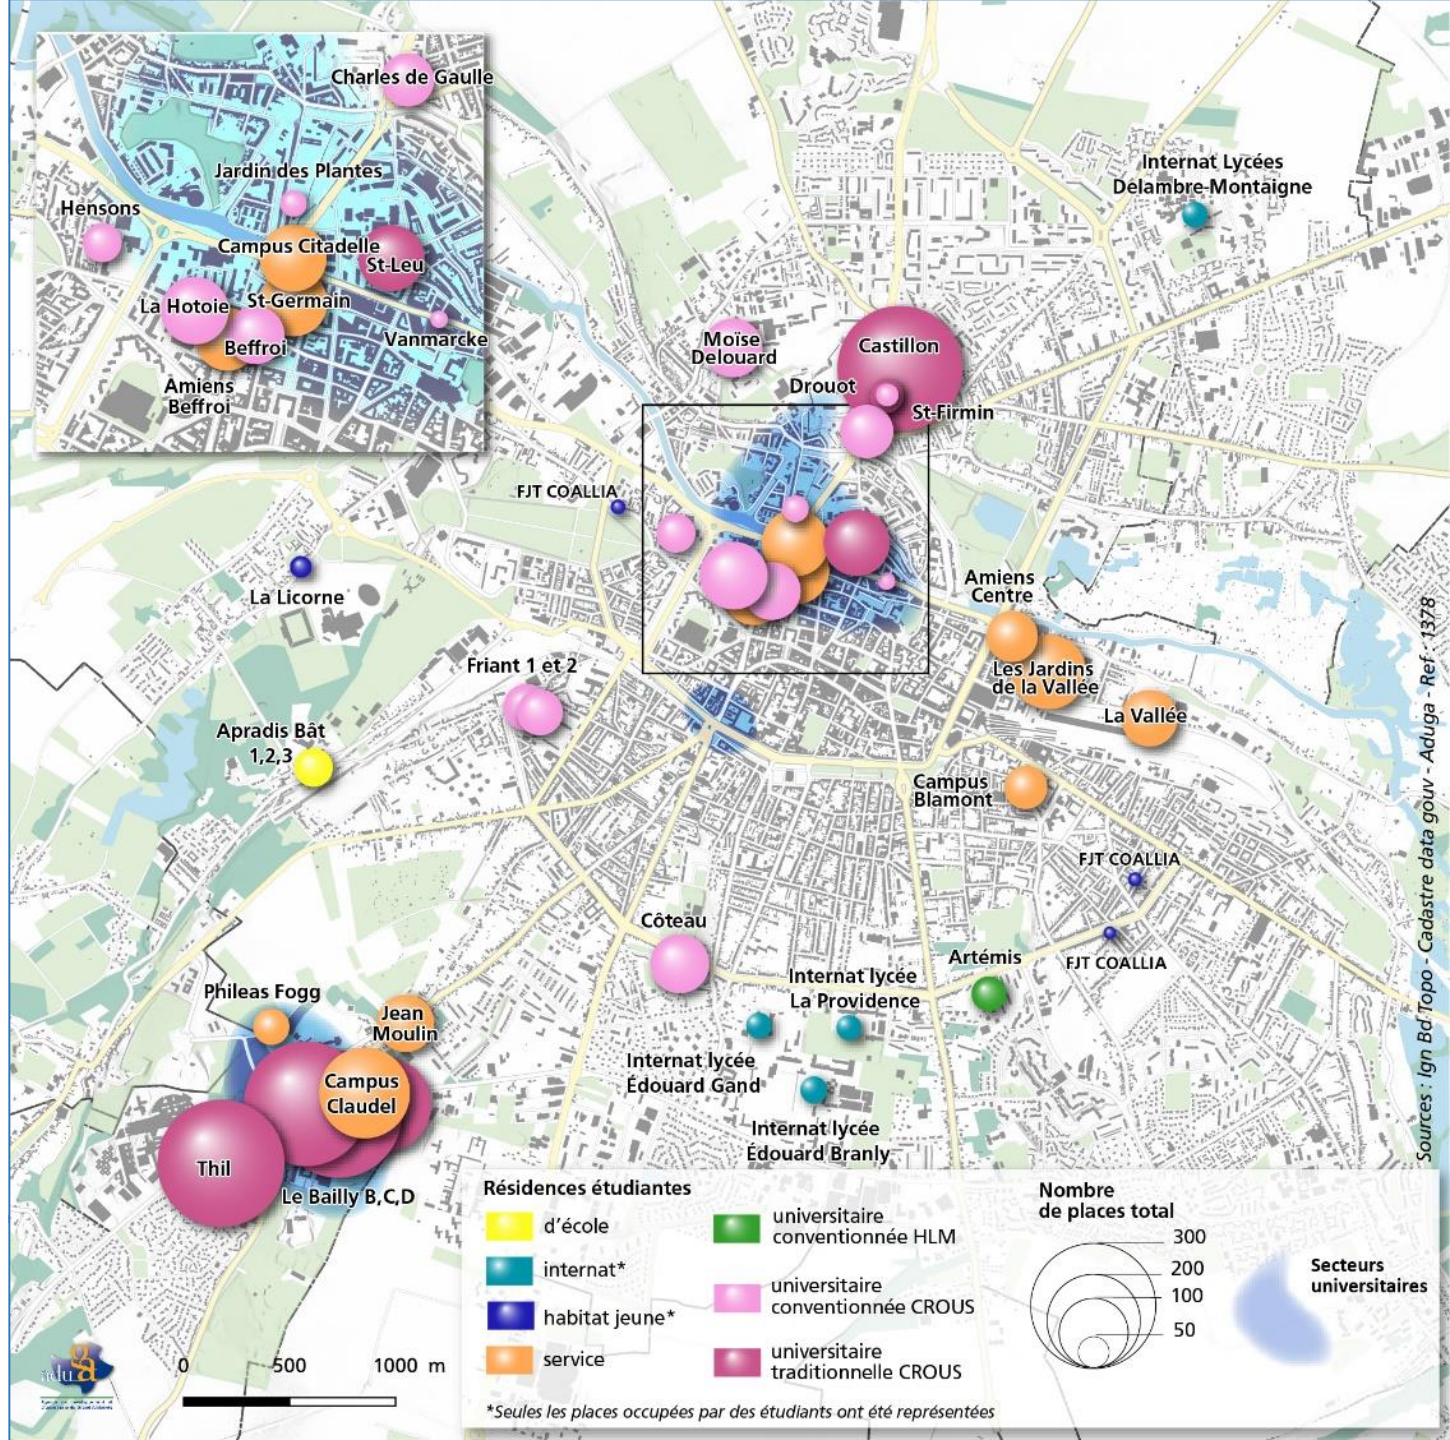 Charles de Gaulle
Jardin des Plantes
Hensons
Campus Citadelle
St-Leu
La Hotoie
St-Germain
Beffroi
Vanmarcke
Amiens
Beffroi
Internat Lycées
Delambre-Montaigne
Moïse
Delouard
Castillon
Drouot
St-Firmin
FJT COALLIA
La Licorne
Amiens
Centre
Les Jardins
de la Vallée
La Vallée
Friant 1 et 2
Apradis Bât
1,2,3
Campus
Blamont
FJT COALLIA
FJT COALLIA
Côteau
Artémis
Internat lycée
La Providence
Phileas Fogg
Jean
Moulin
Internat lycée
Édouard Gand
Campus
Claudel
Internat lycée
Édouard Branly
Thil
Le Bailly B,C,D
Sources : Ign Bd Topo - Cadastre data gouv - Aduga - Ref : 1378
Résidences étudiantes
d'école
internat*
habitat jeune*
service
universitaire
conventionnée HLM
universitaire
conventionnée CROUS
universitaire
traditionnelle CROUS
Nombre
de places total
300
200
100
50
Secteurs
universitaires
*Seules les places occupées par des étudiants ont été représentées
0 500 1000 m
aduga